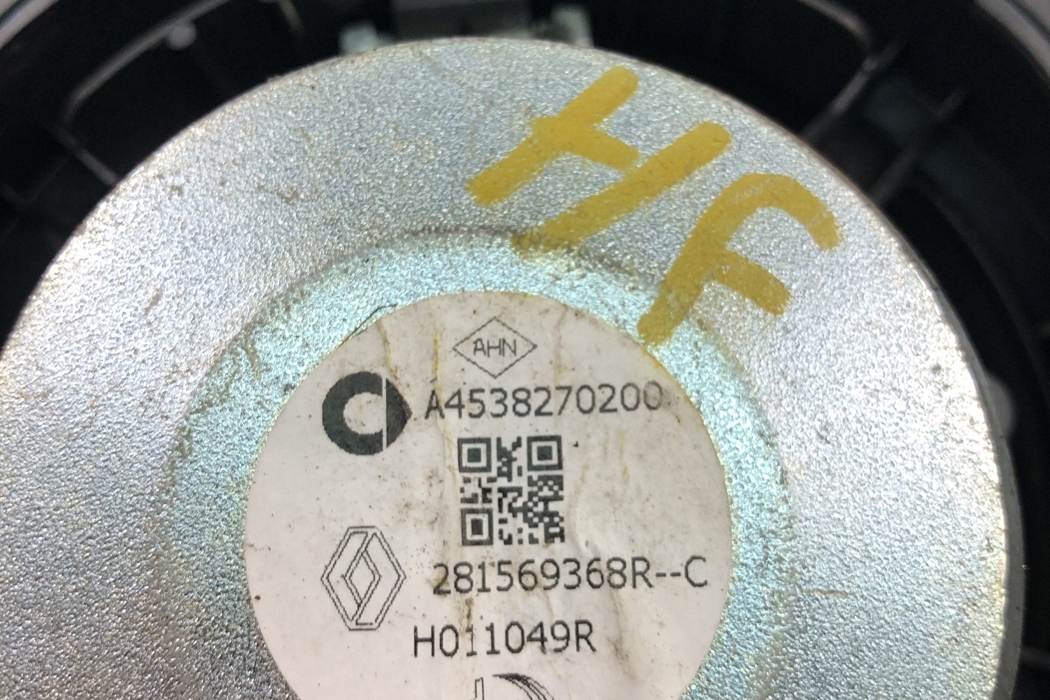 HF
AHN
A4538270200
281569368R--C
H011049R